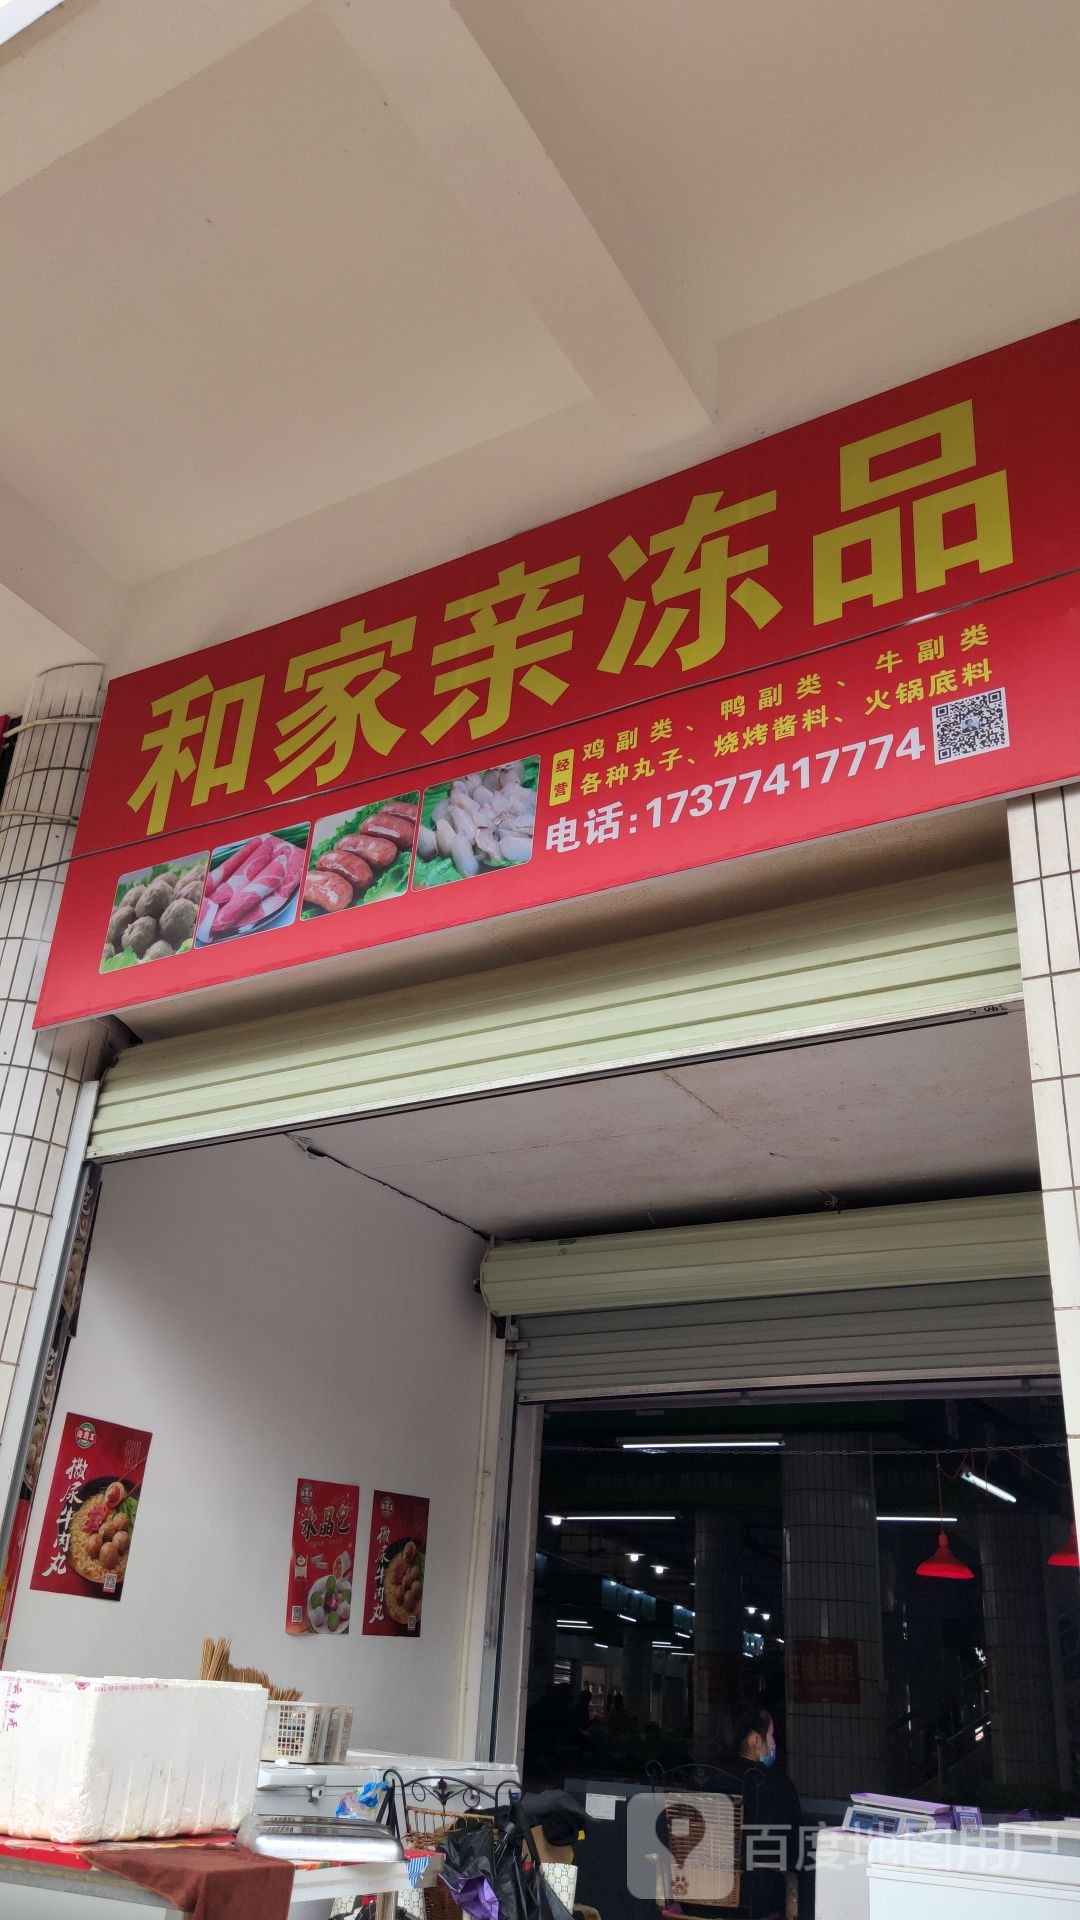 和家亲冻品
经营
鸡副类、鸭副类、牛副类
各种丸子、烧烤酱料、火锅底料
电话:17377417774
撒尿牛肉丸
水晶包
撒尿牛肉丸
百度地图用户